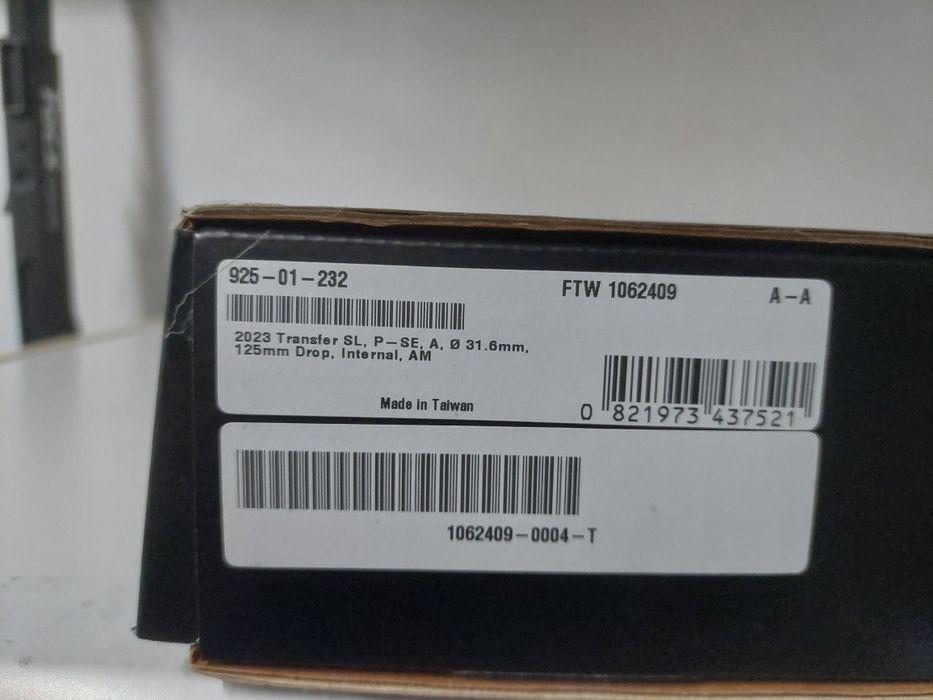 925-01-232
FTW 1062409
A-A
2023 Transfer SL, P-SE, A, Ø 31.6mm,
125mm Drop, Internal, AM
Made in Taiwan
0 821973 437521
1062409-0004-T